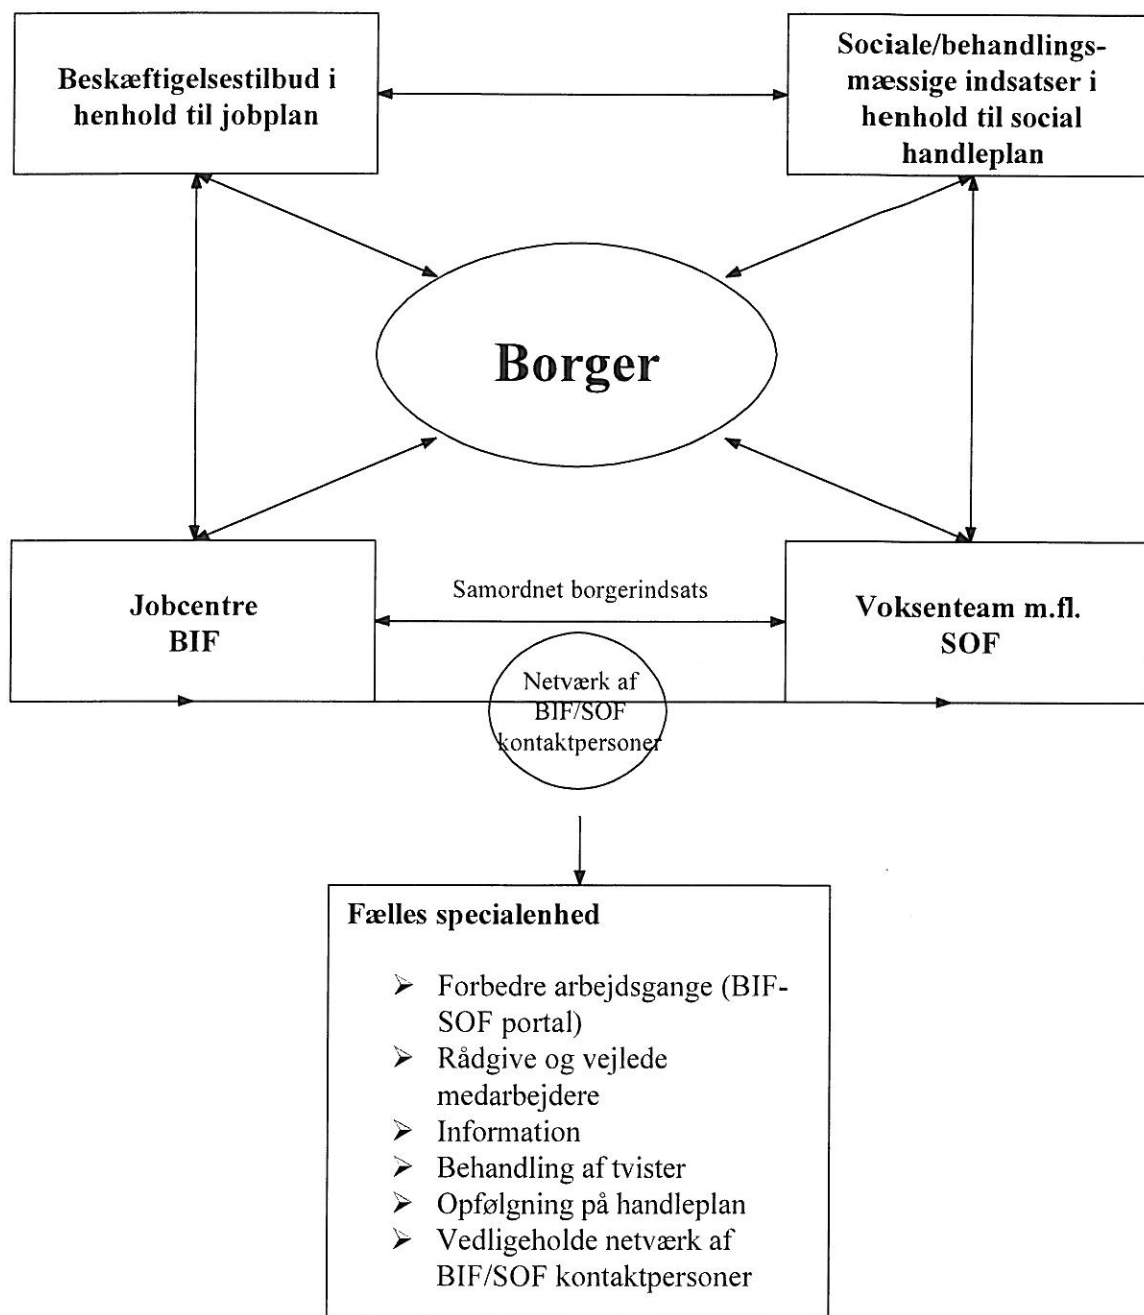 Beskæftigelsestilbud i
henhold til jobplan
Sociale/behandlings-
mæssige indsatser i
henhold til social
handleplan
Borger
Jobcentre
BIF
Samordnet borgerindsats
Voksenteam m.fl.
SOF
Netværk af
BIF/SOF
kontaktpersoner
Fælles specialenhed
➢ Forbedre arbejdsgange (BIF-
SOF portal)
➢ Rådgive og vejlede
medarbejdere
➢ Information
➢ Behandling af tvister
➢ Opfølgning på handleplan
➢ Vedligeholde netværk af
BIF/SOF kontaktpersoner